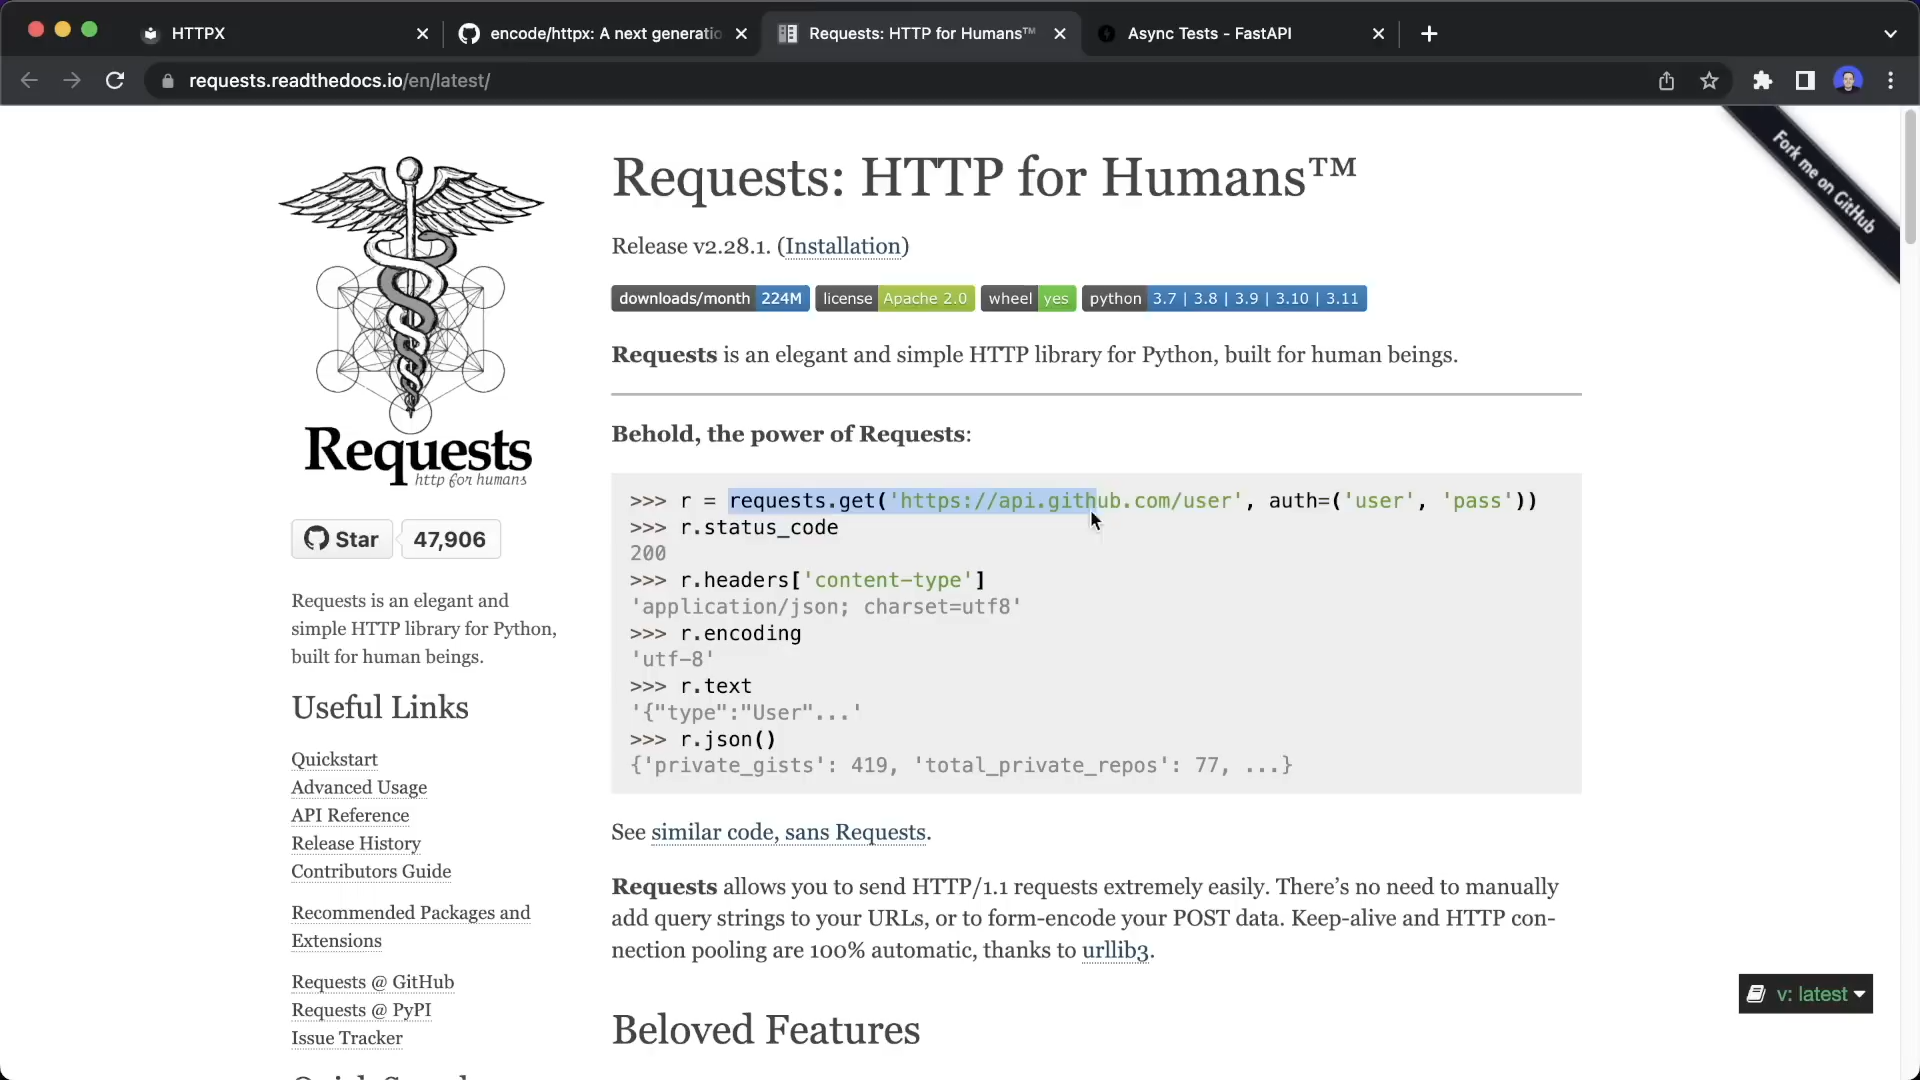 HTTPX
encode/httpx: A next generatio
Requests: HTTP for Humans™
Async Tests - FastAPI
requests.readthedocs.io/en/latest/
Fork me on GitHub
Requests
http for humans
Star
47,906
Requests is an elegant and
simple HTTP library for Python,
built for human beings.
Useful Links
Quickstart
Advanced Usage
API Reference
Release History
Contributors Guide
Recommended Packages and
Extensions
Requests @ GitHub
Requests @ PyPI
Issue Tracker
Requests: HTTP for Humans™
Release v2.28.1. (Installation)
downloads/month 224M license Apache 2.0 wheel yes python 3.7 | 3.8 | 3.9 | 3.10 | 3.11
Requests is an elegant and simple HTTP library for Python, built for human beings.
Behold, the power of Requests:
>>> r = requests.get('https://api.github.com/user', auth=('user', 'pass'))
>>> r.status_code
200
>>> r.headers['content-type']
'application/json; charset=utf8'
>>> r.encoding
'utf-8'
>>> r.text
'{"type":"User"...'
>>> r.json()
{'private_gists': 419, 'total_private_repos': 77, ...}
See similar code, sans Requests.
Requests allows you to send HTTP/1.1 requests extremely easily. There’s no need to manually
add query strings to your URLs, or to form-encode your POST data. Keep-alive and HTTP con-
nection pooling are 100% automatic, thanks to urllib3.
Beloved Features
v: latest